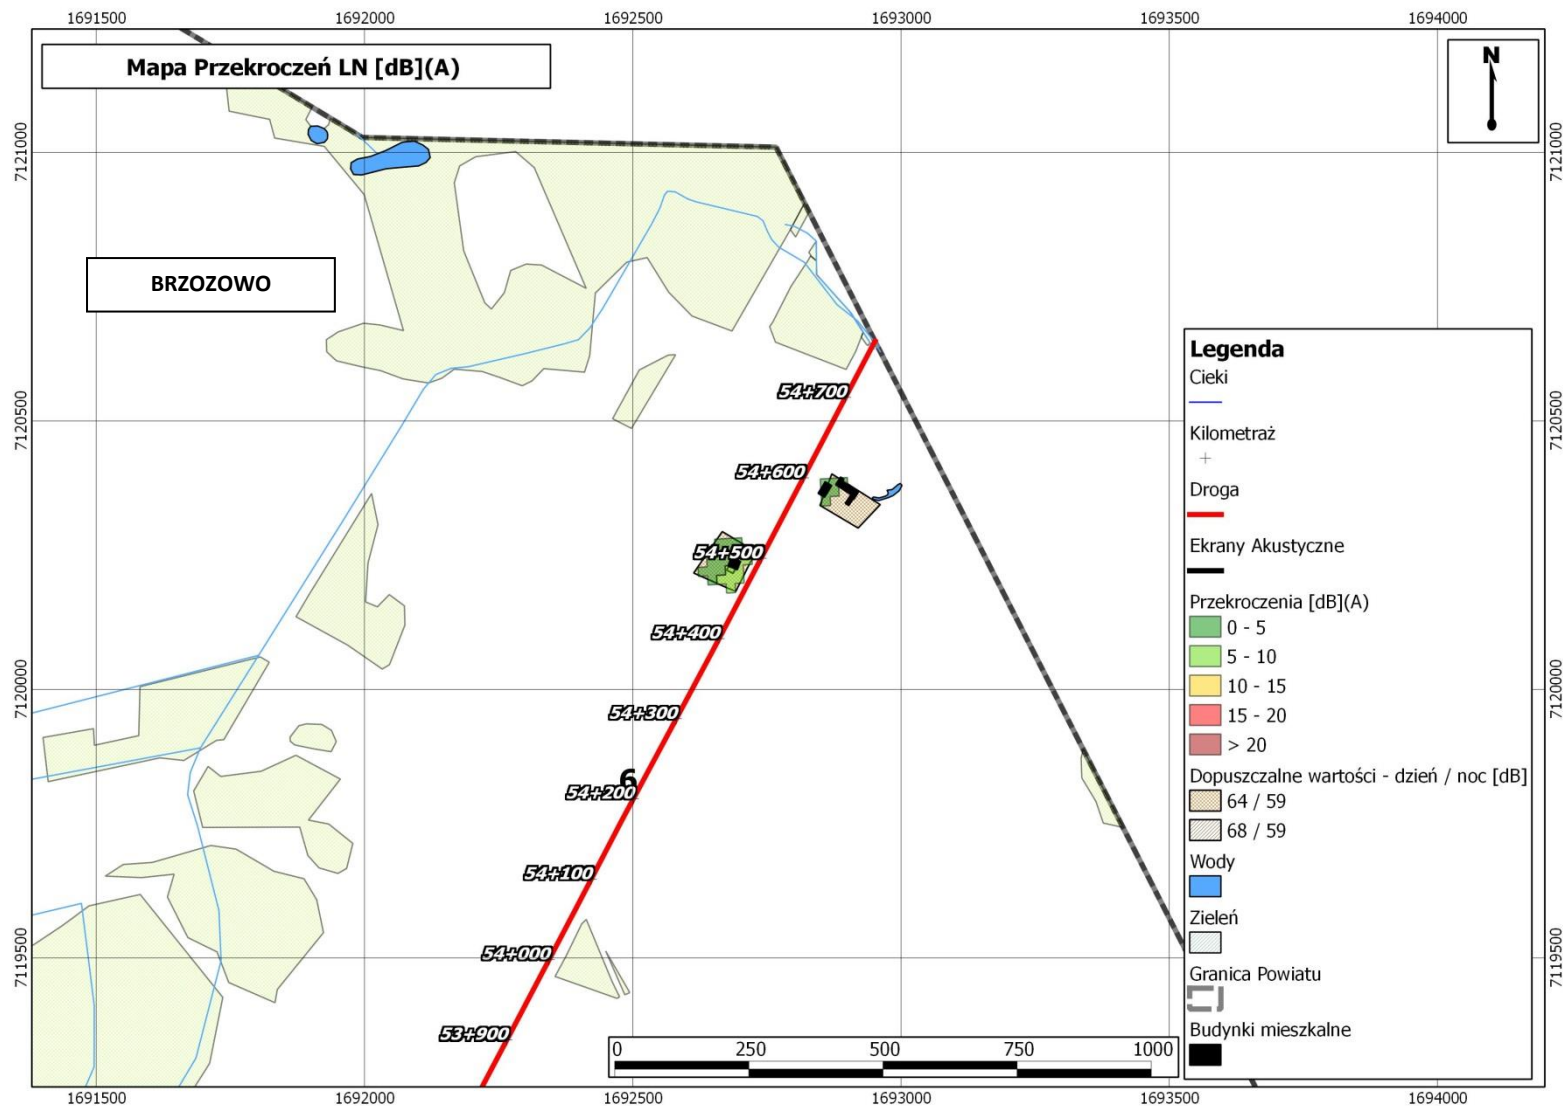 1691500 1692000 1692500 1693000 1693500 1694000
Mapa Przekroczeń LN [dB](A)
N
7121000 7121000
BRZOZOWO
54+700
7120500 7120500
54+600
54+500
54+400
7120000 7120000
54+300
6
54+200
54+100
54+000
7119500 7119500
53+900
Legenda
Cieki
Kilometraż
Droga
Ekrany Akustyczne
Przekroczenia [dB](A)
0 - 5
5 - 10
10 - 15
15 - 20
> 20
Dopuszczalne wartości - dzień / noc [dB]
64 / 59
68 / 59
Wody
Zieleń
Granica Powiatu
Budynki mieszkalne
0 250 500 750 1000
1691500 1692000 1692500 1693000 1693500 1694000